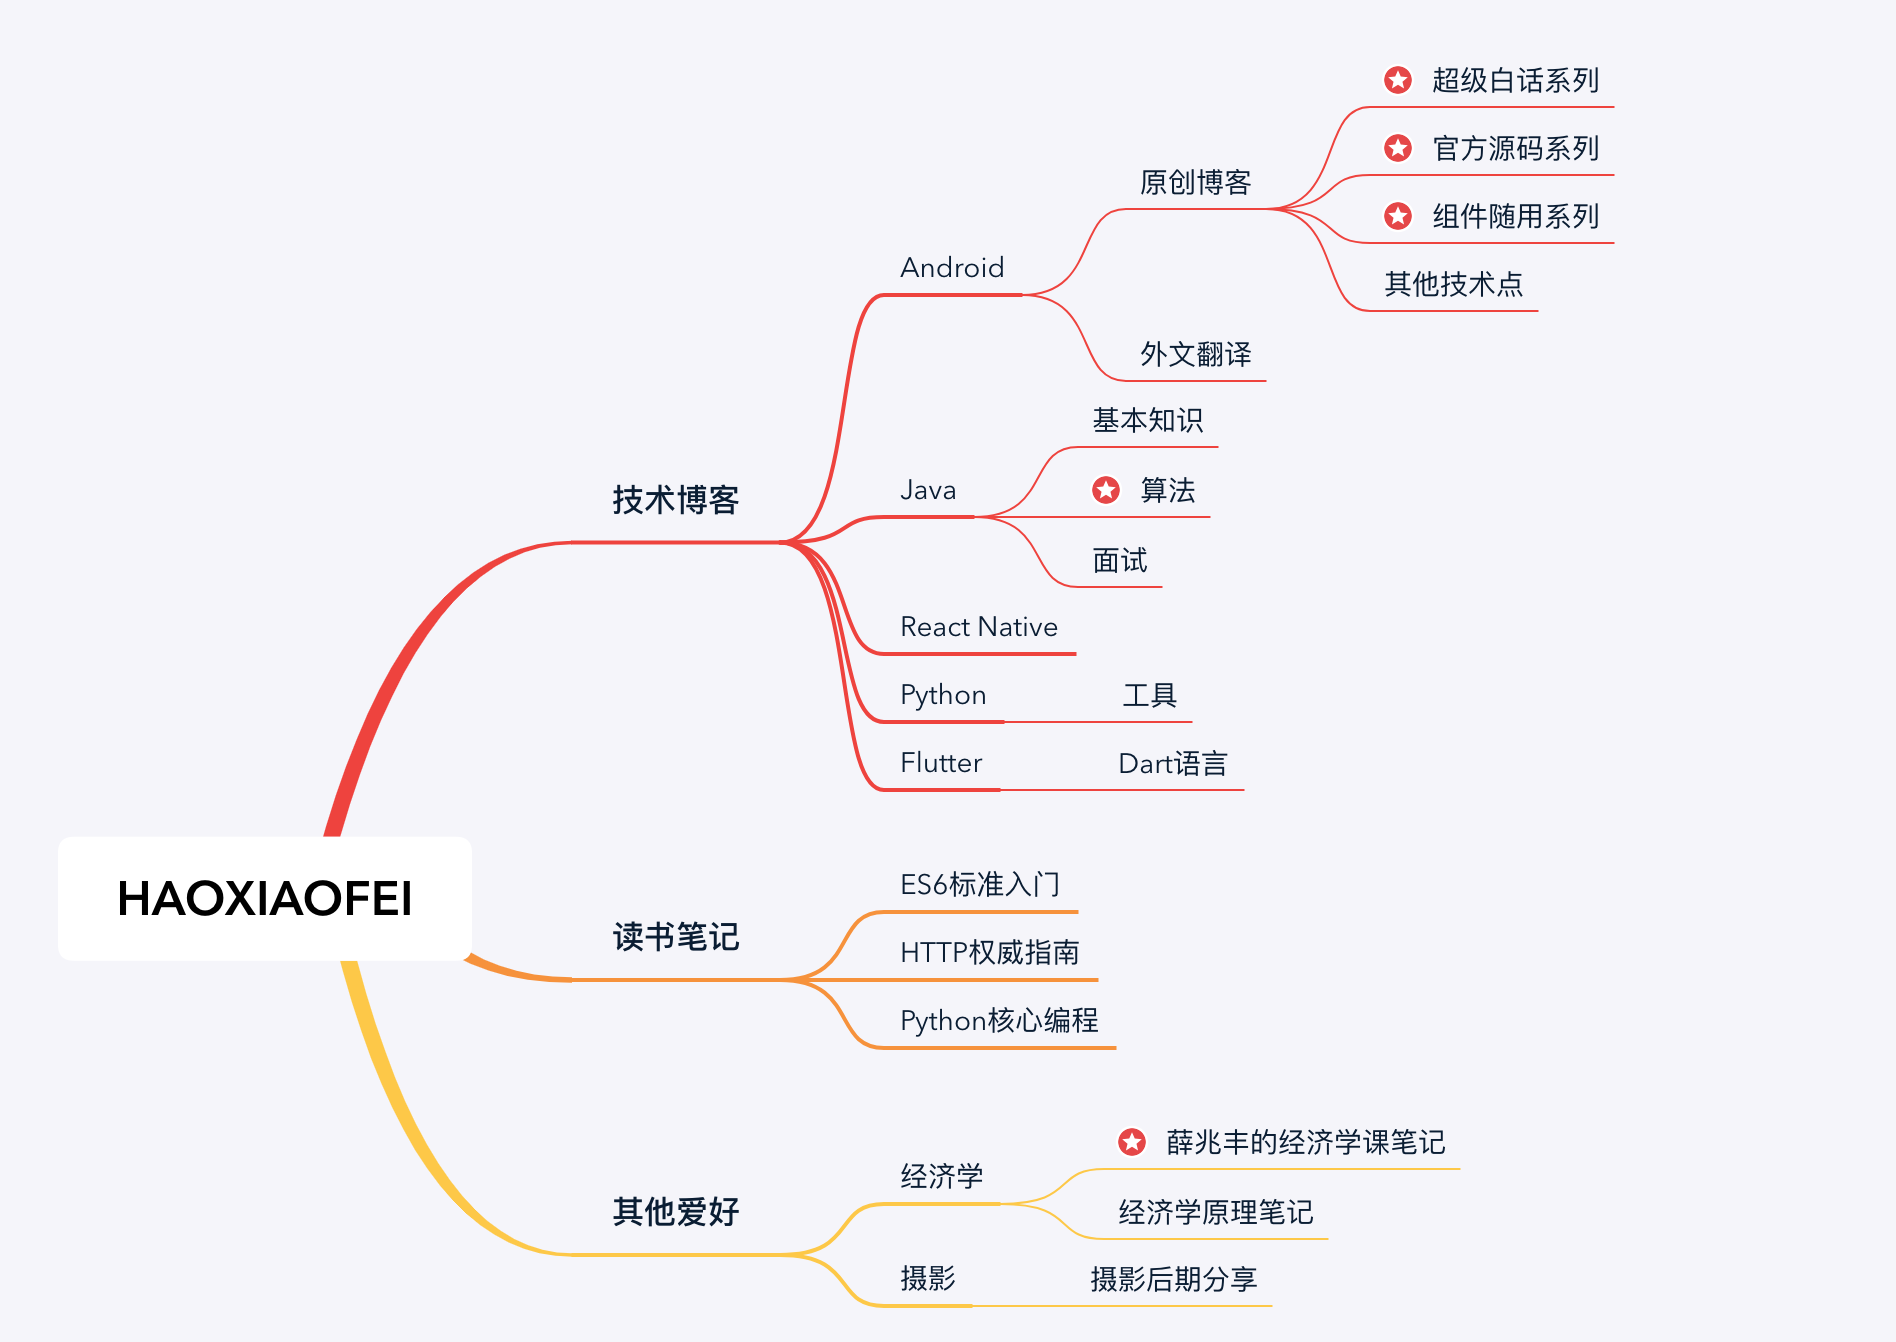 HAOXIAOFEI
技术博客
Android
原创博客
超级白话系列
官方源码系列
组件随用系列
其他技术点
外文翻译
Java
基本知识
算法
面试
React Native
Python
工具
Flutter
Dart语言
读书笔记
ES6标准入门
HTTP权威指南
Python核心编程
其他爱好
经济学
薛兆丰的经济学课笔记
经济学原理笔记
摄影
摄影后期分享